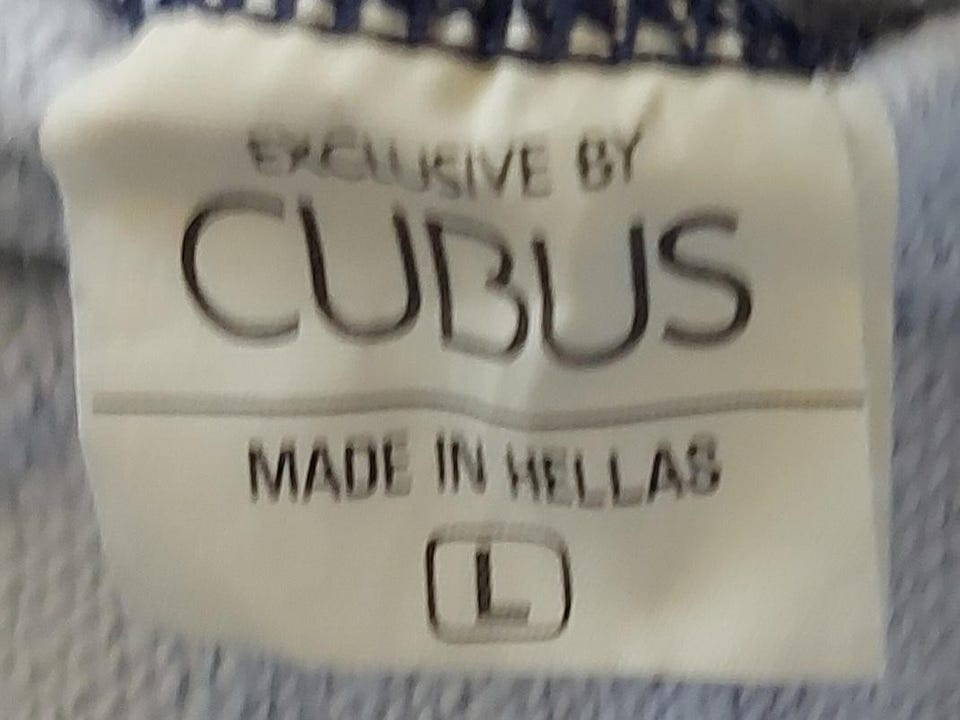 EXCLUSIVE BY
CUBUS
MADE IN HELLAS
L